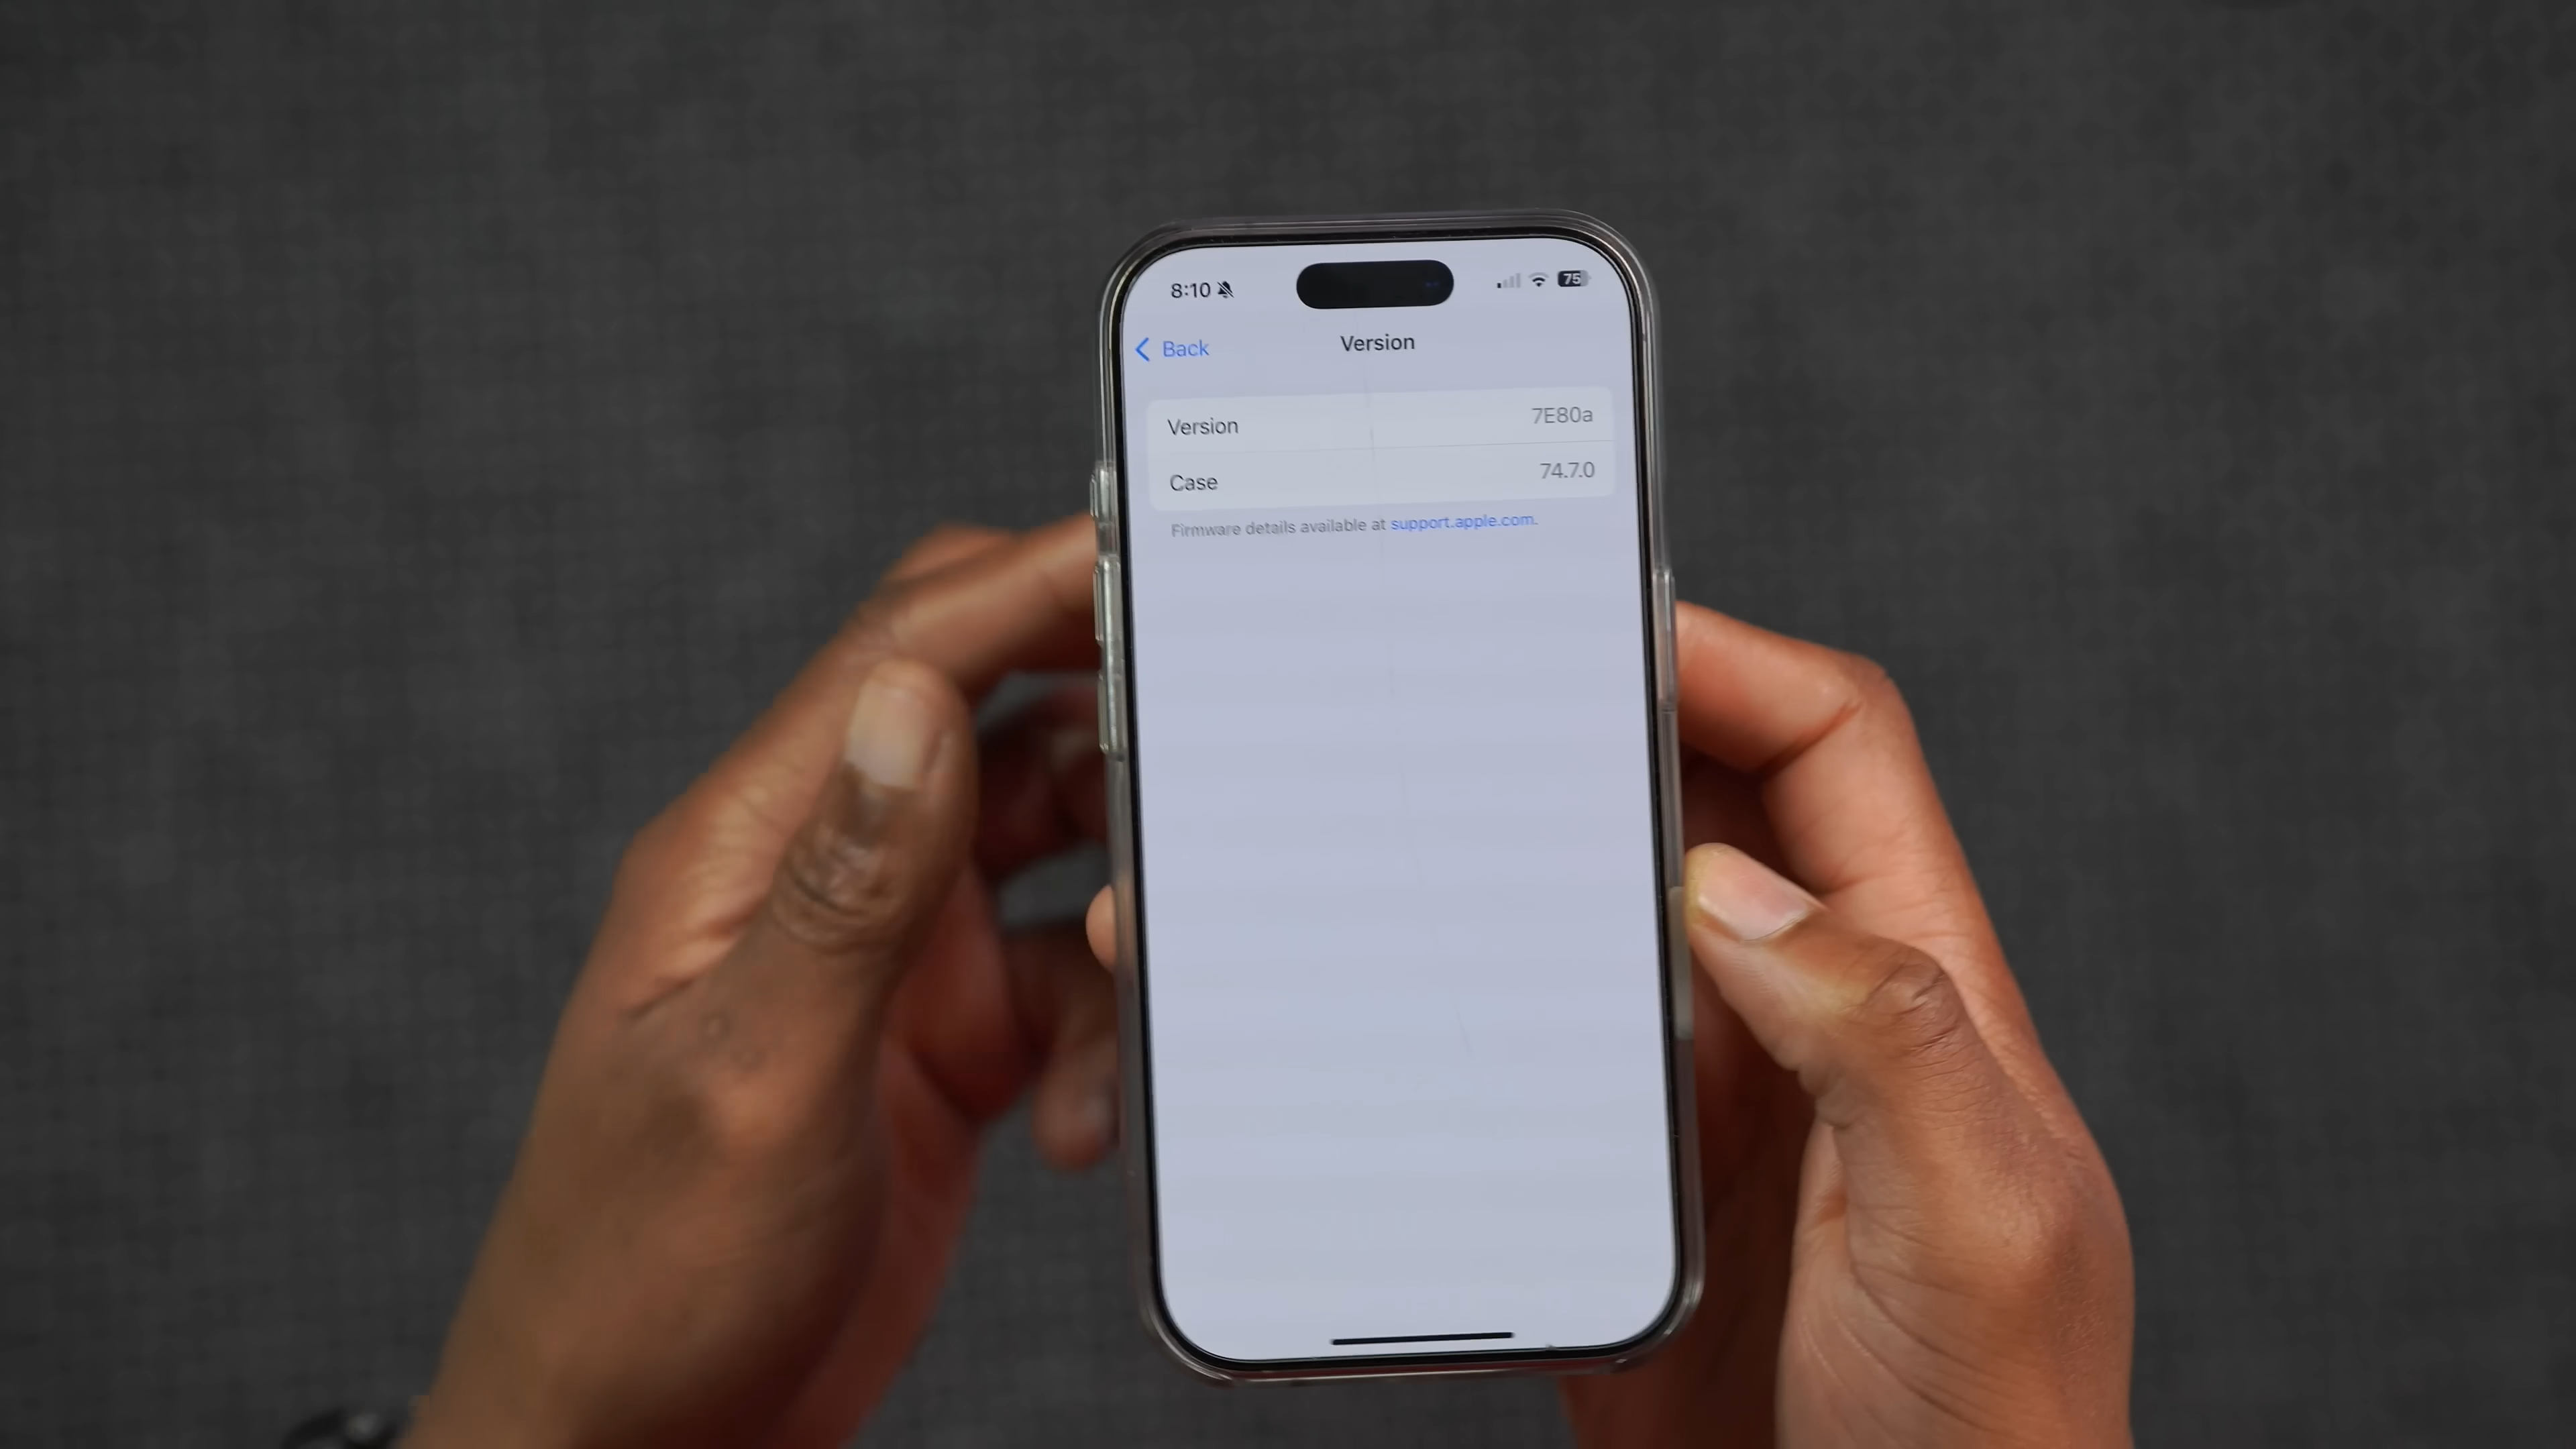 8:10
75
Back
Version
Version 7E80a
Case 74.7.0
Firmware details available at support.apple.com.